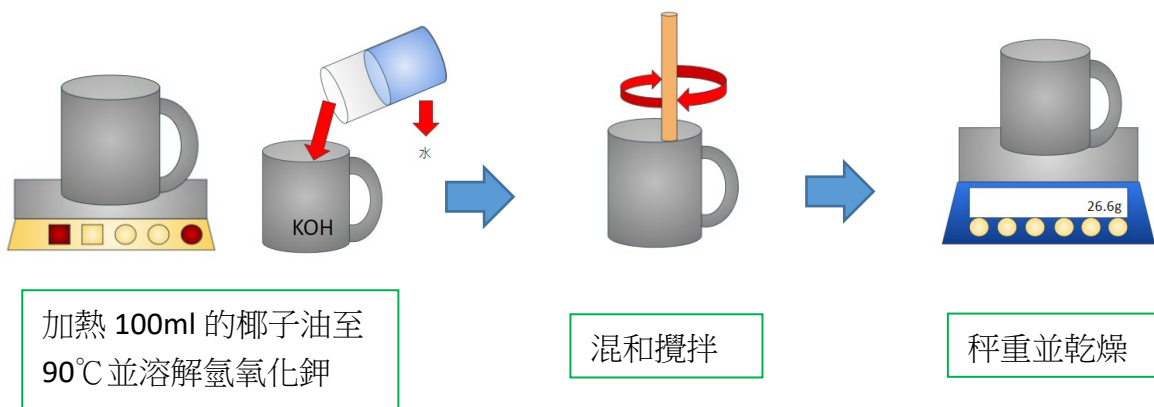 水
KOH
26.6g
加熱 100ml 的椰子油至
90℃並溶解氫氧化鉀
混和攪拌
秤重並乾燥